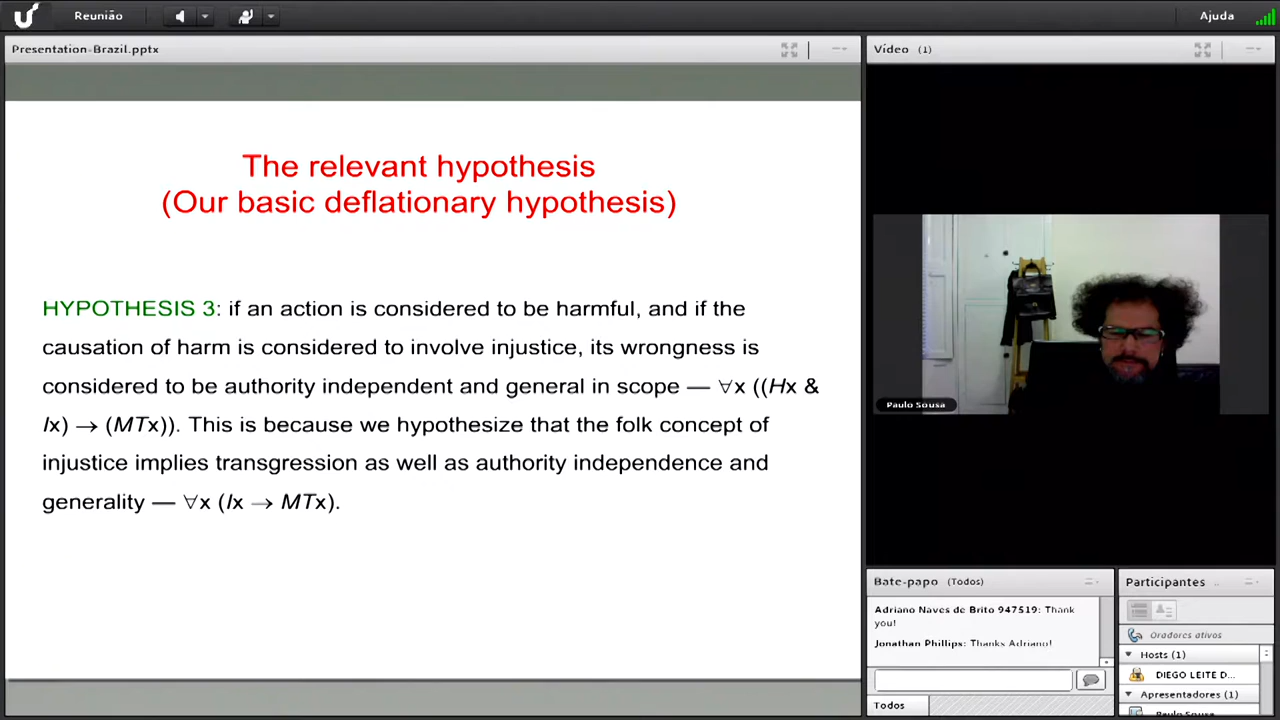 Reunião
Ajuda
Presentation-Brazil.pptx
The relevant hypothesis
(Our basic deflationary hypothesis)
HYPOTHESIS 3: if an action is considered to be harmful, and if the
causation of harm is considered to involve injustice, its wrongness is
considered to be authority independent and general in scope — ∀x ((Hx &
Ix) → (MTx)). This is because we hypothesize that the folk concept of
injustice implies transgression as well as authority independence and
generality — ∀x (Ix → MTx).
Vídeo (1)
Paulo Sousa
Bate-papo (Todos)
Adriano Naves de Brito 947519: Thank
you!
Jonathan Phillips: Thanks Adriano!
Todos
Participantes
Oradores ativos
Hosts (1)
DIEGO LEITE D...
Apresentadores (1)
Paulo Sousa